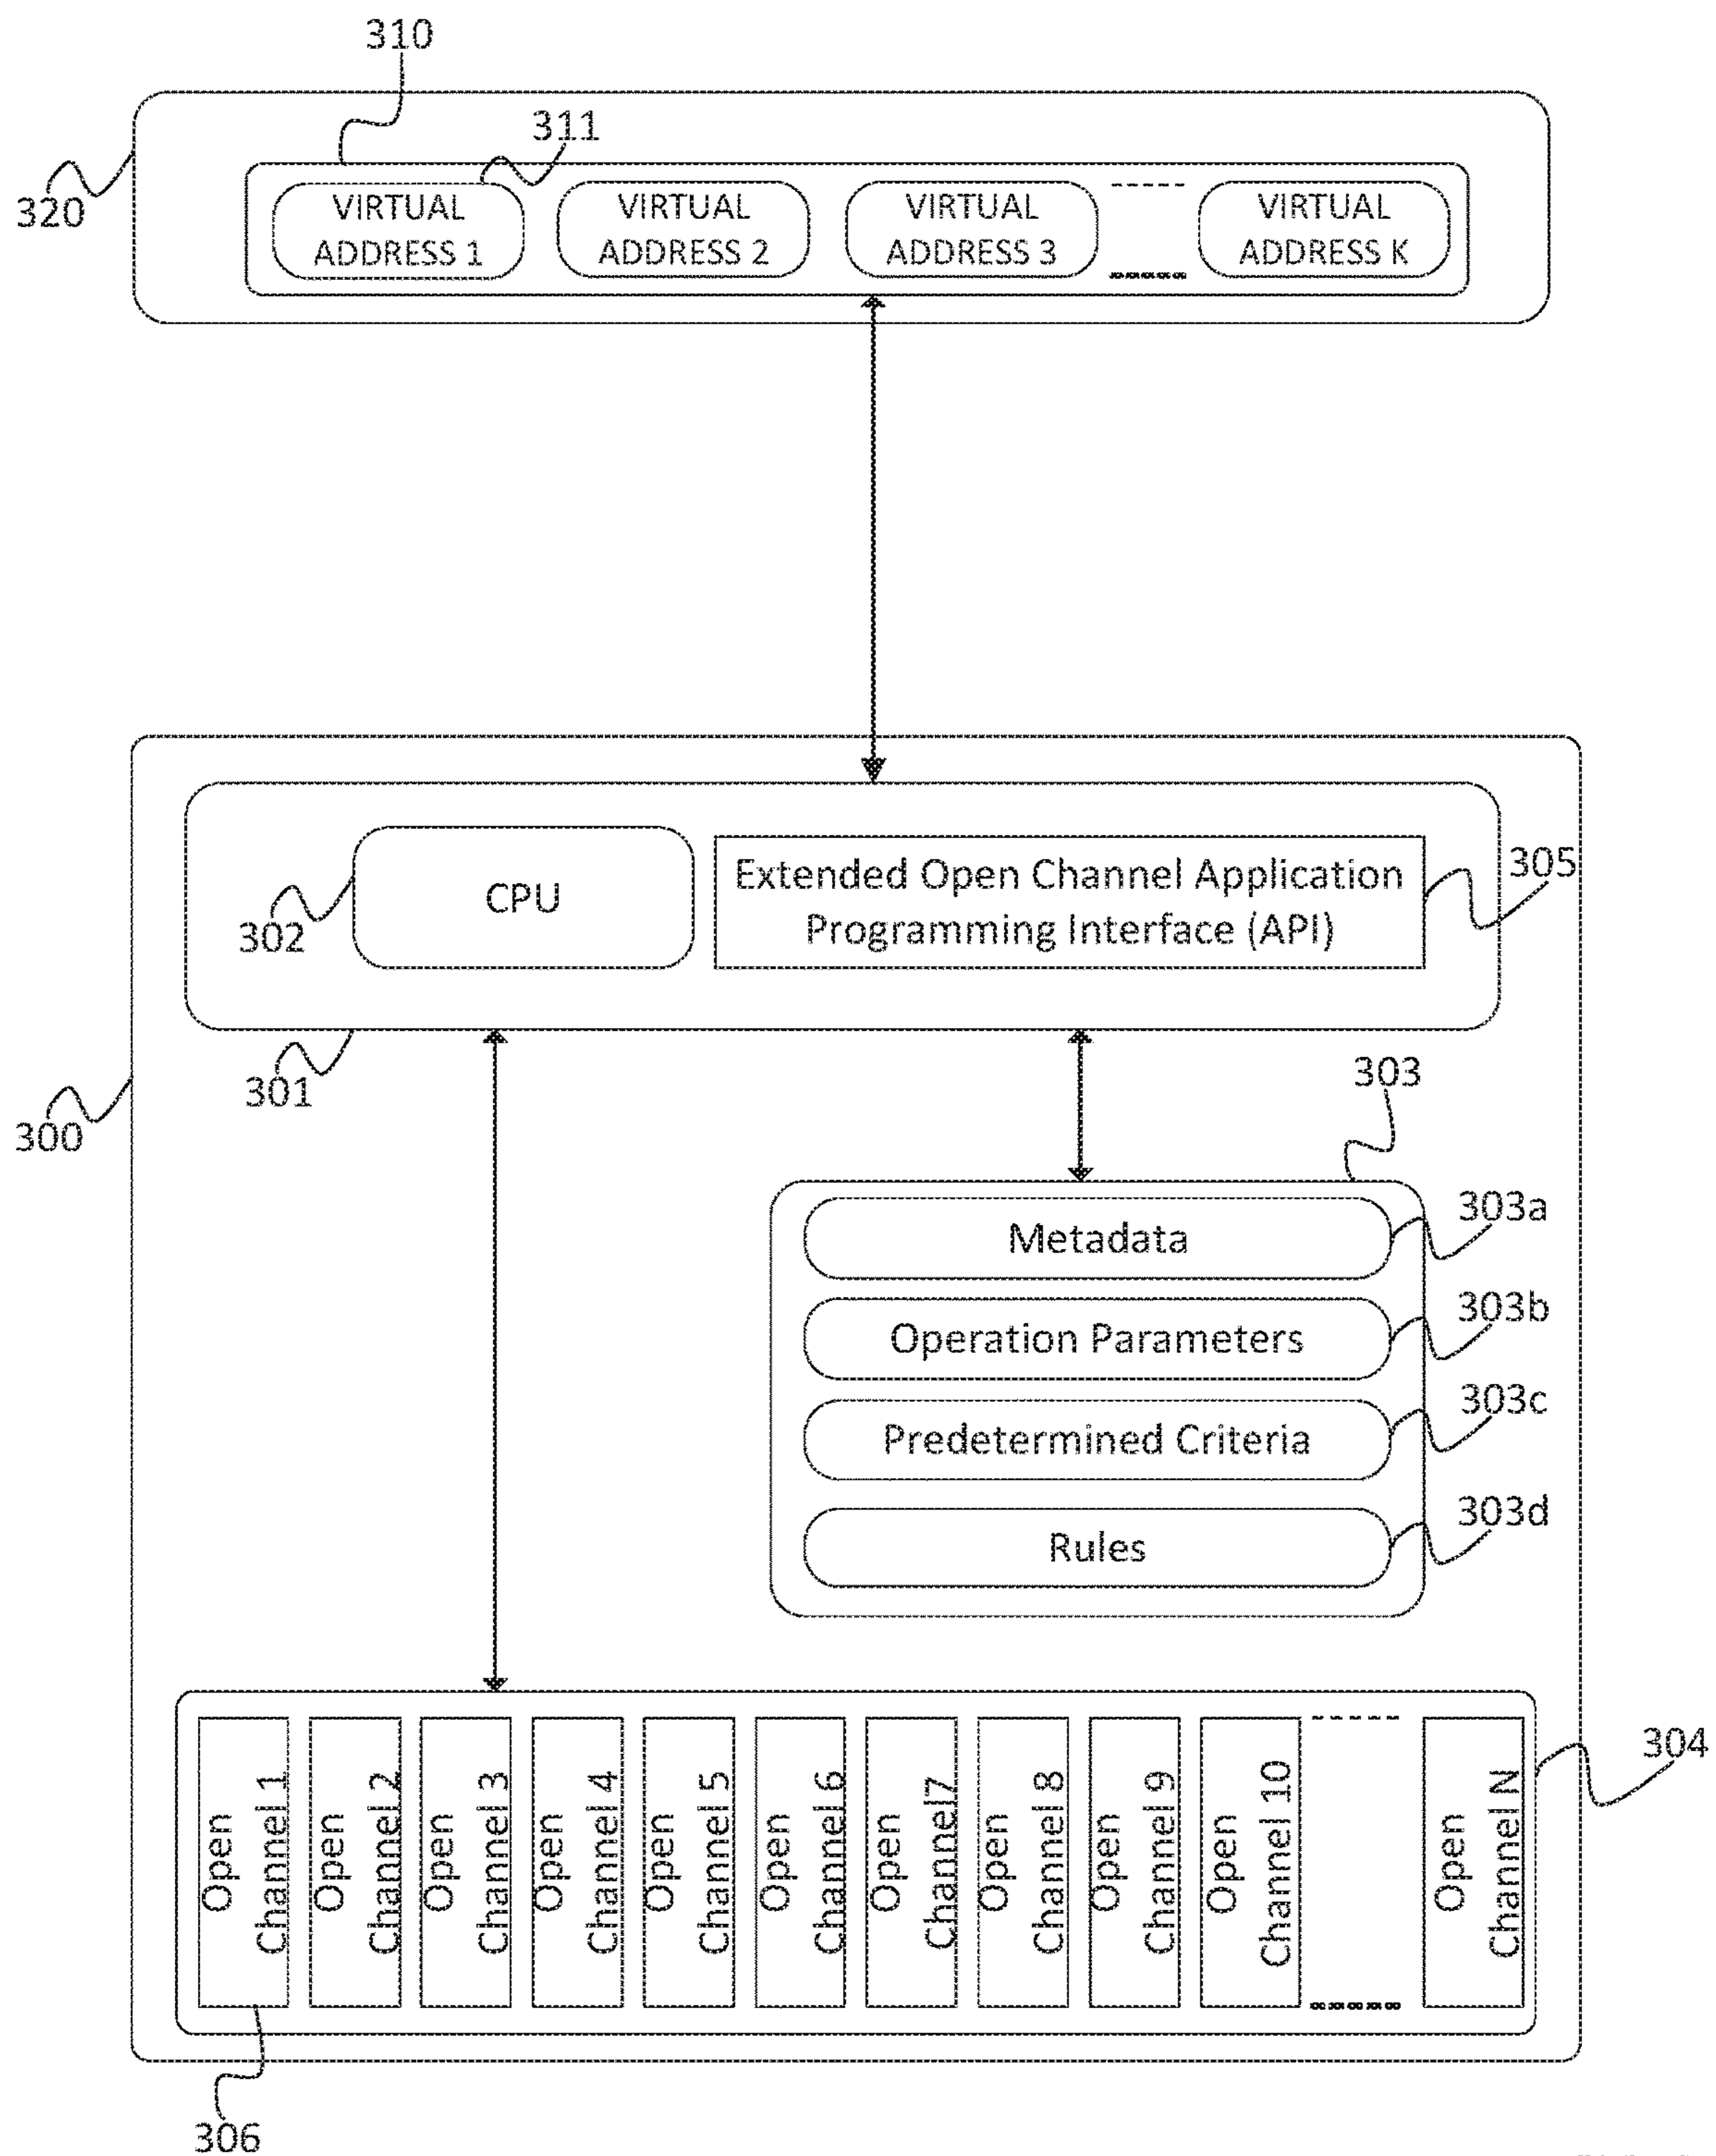 310
311
320
VIRTUAL
ADDRESS 1
VIRTUAL
ADDRESS 2
VIRTUAL
ADDRESS 3
VIRTUAL
ADDRESS K
CPU
Extended Open Channel Application
Programming Interface (API)
305
302
301
300
303
Metadata
303a
Operation Parameters
303b
Predetermined Criteria
303c
Rules
303d
304
Open
Channel 1
Open
Channel 2
Open
Channel 3
Open
Channel 4
Open
Channel 5
Open
Channel 6
Open
Channel7
Open
Channel 8
Open
Channel 9
Open
Channel 10
Open
Channel N
306